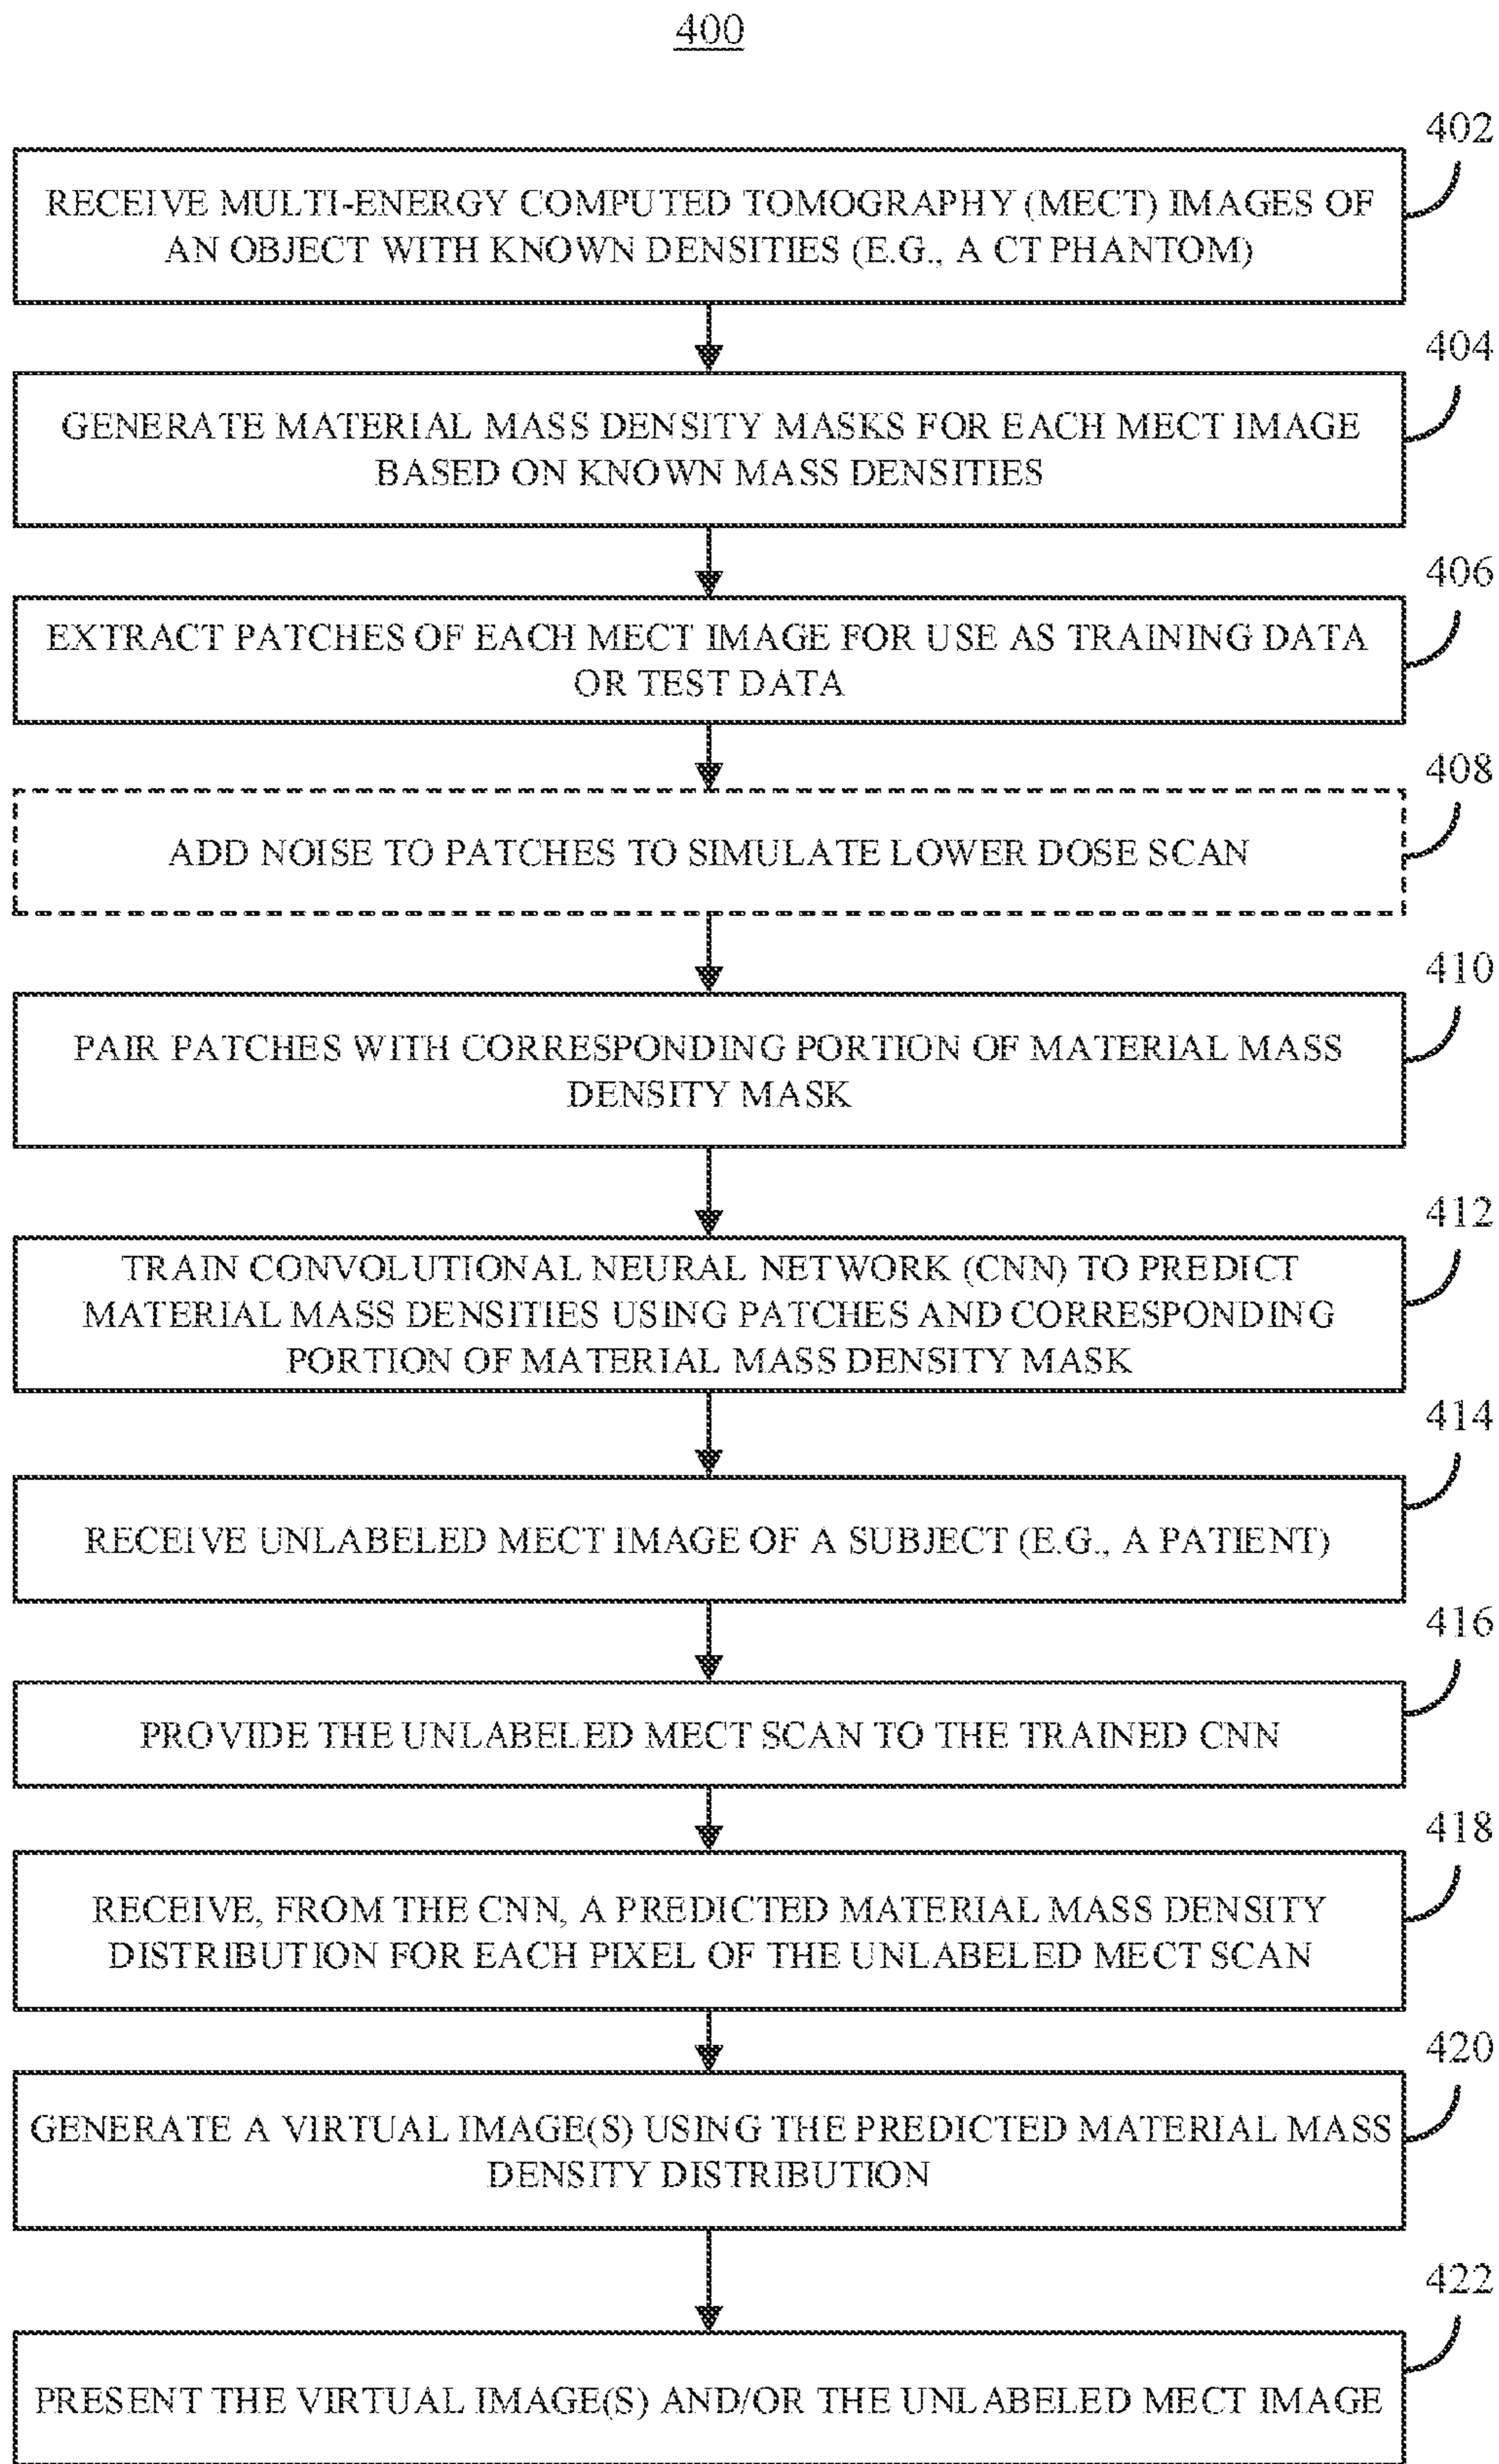 400
402
RECEIVE MULTI-ENERGY COMPUTED TOMOGRAPHY (MECT) IMAGES OF
AN OBJECT WITH KNOWN DENSITIES (E.G., A CT PHANTOM)
404
GENERATE MATERIAL MASS DENSITY MASKS FOR EACH MECT IMAGE
BASED ON KNOWN MASS DENSITIES
406
EXTRACT PATCHES OF EACH MECT IMAGE FOR USE AS TRAINING DATA
OR TEST DATA
408
ADD NOISE TO PATCHES TO SIMULATE LOWER DOSE SCAN
410
PAIR PATCHES WITH CORRESPONDING PORTION OF MATERIAL MASS
DENSITY MASK
412
TRAIN CONVOLUTIONAL NEURAL NETWORK (CNN) TO PREDICT
MATERIAL MASS DENSITIES USING PATCHES AND CORRESPONDING
PORTION OF MATERIAL MASS DENSITY MASK
414
RECEIVE UNLABELED MECT IMAGE OF A SUBJECT (E.G., A PATIENT)
416
PROVIDE THE UNLABELED MECT SCAN TO THE TRAINED CNN
418
RECEIVE, FROM THE CNN, A PREDICTED MATERIAL MASS DENSITY
DISTRIBUTION FOR EACH PIXEL OF THE UNLABELED MECT SCAN
420
GENERATE A VIRTUAL IMAGE(S) USING THE PREDICTED MATERIAL MASS
DENSITY DISTRIBUTION
422
PRESENT THE VIRTUAL IMAGE(S) AND/OR THE UNLABELED MECT IMAGE